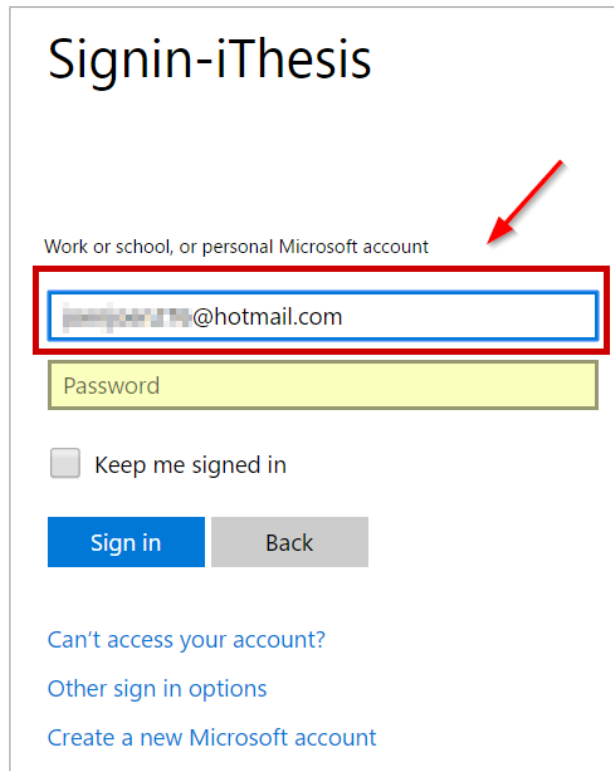 Signin-iThesis
Work or school, or personal Microsoft account
@hotmail.com
Password
Keep me signed in
Sign in
Back
Can't access your account?
Other sign in options
Create a new Microsoft account